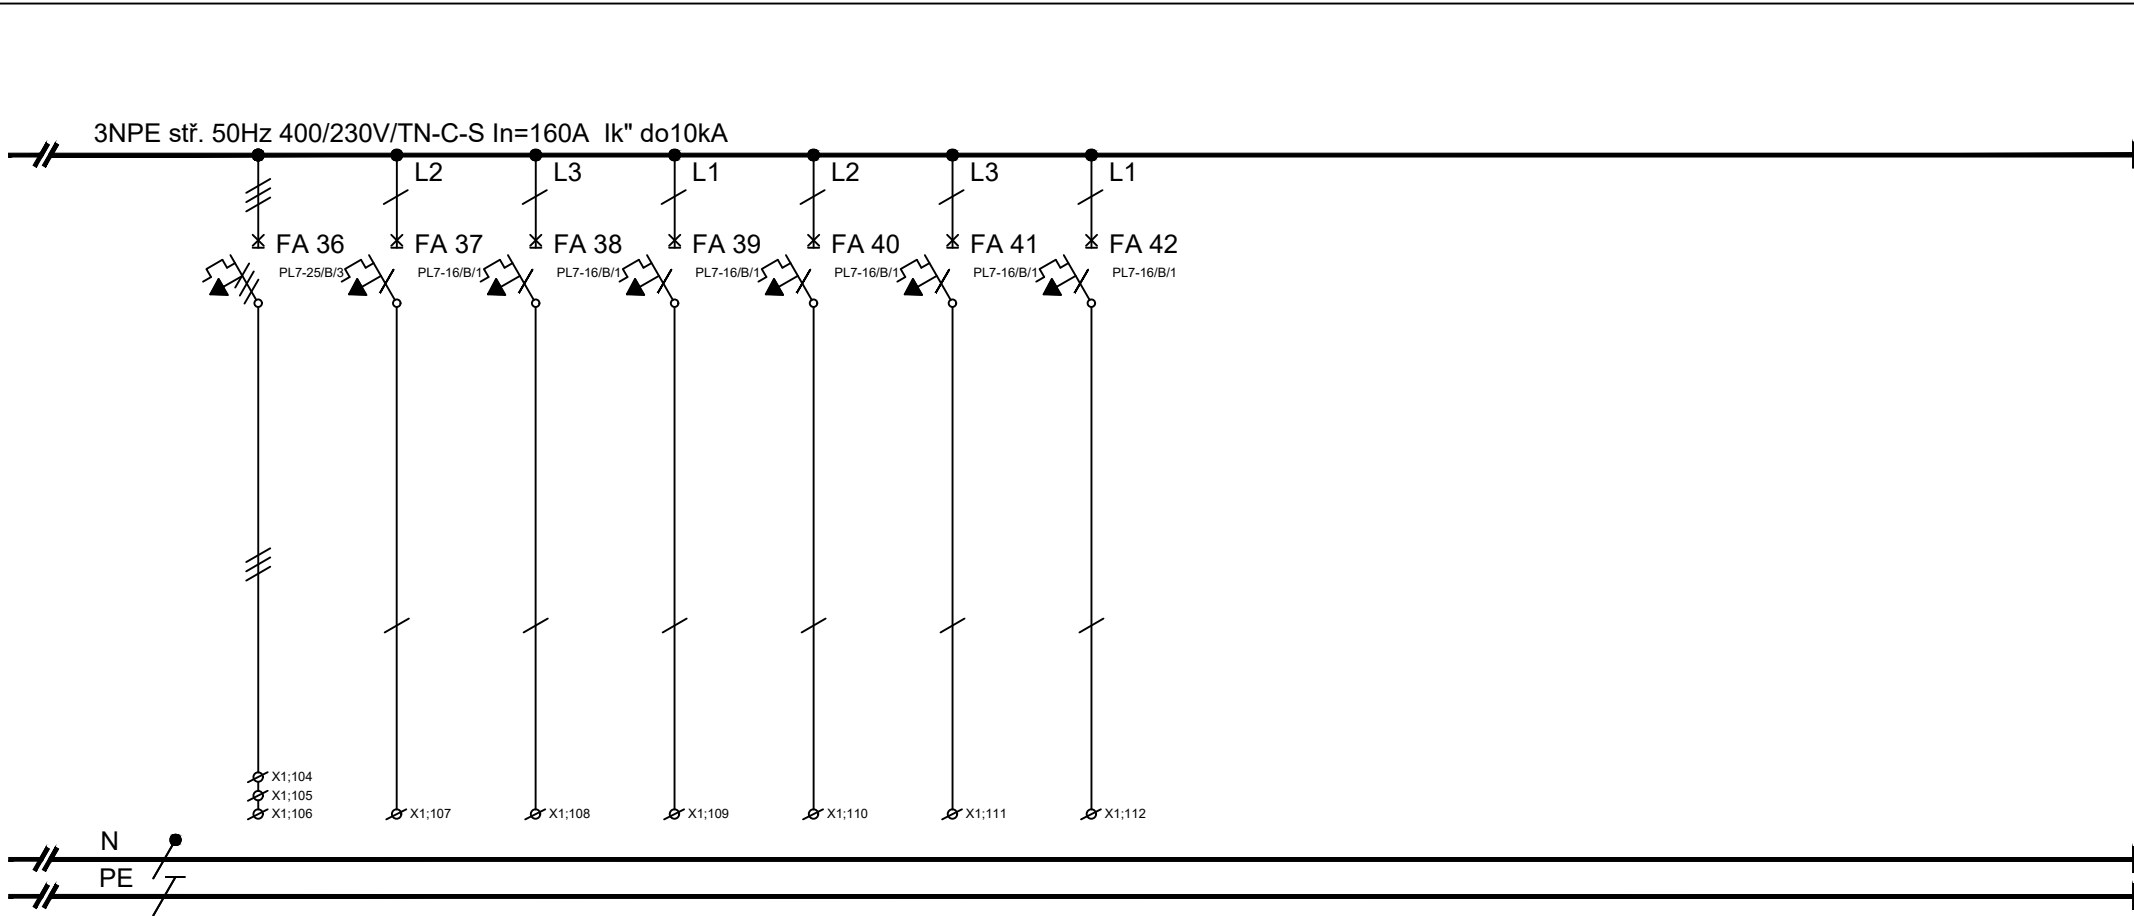 3NPE stř. 50Hz 400/230V/TN-C-S In=160A Ik" do10kA
L2 L3 L1 L2 L3 L1
FA 36 FA 37 FA 38 FA 39 FA 40 FA 41 FA 42
PL7-25/B/3 PL7-16/B/1 PL7-16/B/1 PL7-16/B/1 PL7-16/B/1 PL7-16/B/1 PL7-16/B/1
X1;104
X1;105
X1;106 X1;107 X1;108 X1;109 X1;110 X1;111 X1;112
N
PE